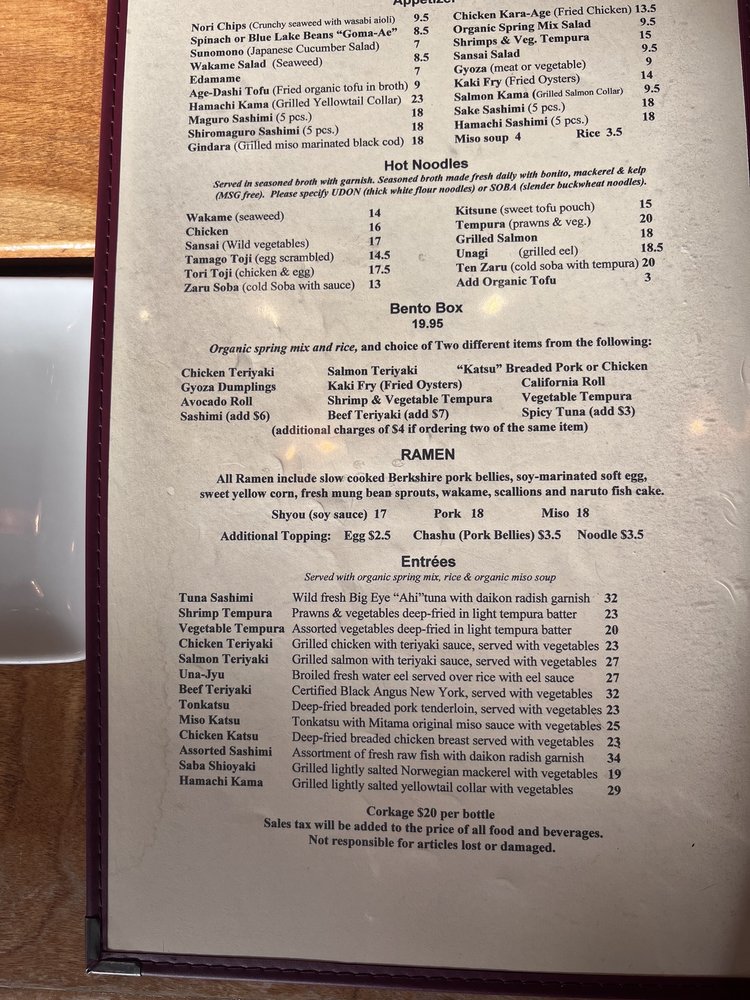 Appetizer
Nori Chips (Crunchy seaweed with wasabi aioli) 9.5
Spinach or Blue Lake Beans “Goma-Ae” 8.5
Sunomono (Japanese Cucumber Salad) 7
Wakame Salad (Seaweed) 8.5
Edamame 7
Age-Dashi Tofu (Fried organic tofu in broth) 9
Hamachi Kama (Grilled Yellowtail Collar) 23
Maguro Sashimi (5 pcs.) 18
Shiromaguro Sashimi (5 pcs.) 18
Gindara (Grilled miso marinated black cod) 18
Chicken Kara-Age (Fried Chicken) 13.5
Organic Spring Mix Salad 9.5
Shrimps & Veg. Tempura 15
Sansai Salad 9.5
Gyoza (meat or vegetable) 9
Kaki Fry (Fried Oysters) 14
Salmon Kama (Grilled Salmon Collar) 9.5
Sake Sashimi (5 pcs.) 18
Hamachi Sashimi (5 pcs.) 18
Miso soup 4 Rice 3.5
Hot Noodles
Served in seasoned broth with garnish. Seasoned broth made fresh daily with bonito, mackerel & kelp
(MSG free). Please specify UDON (thick white flour noodles) or SOBA (slender buckwheat noodles).
Wakame (seaweed) 14
Chicken 16
Sansai (Wild vegetables) 17
Tamago Toji (egg scrambled) 14.5
Tori Toji (chicken & egg) 17.5
Zaru Soba (cold Soba with sauce) 13
Kitsune (sweet tofu pouch) 15
Tempura (prawns & veg.) 20
Grilled Salmon 18
Unagi (grilled eel) 18.5
Ten Zaru (cold soba with tempura) 20
Add Organic Tofu 3
Bento Box
19.95
Organic spring mix and rice, and choice of Two different items from the following:
Chicken Teriyaki Salmon Teriyaki “Katsu” Breaded Pork or Chicken
Gyoza Dumplings Kaki Fry (Fried Oysters) California Roll
Avocado Roll Shrimp & Vegetable Tempura Vegetable Tempura
Sashimi (add $6) Beef Teriyaki (add $7) Spicy Tuna (add $3)
(additional charges of $4 if ordering two of the same item)
RAMEN
All Ramen include slow cooked Berkshire pork bellies, soy-marinated soft egg,
sweet yellow corn, fresh mung bean sprouts, wakame, scallions and naruto fish cake.
Shyou (soy sauce) 17 Pork 18 Miso 18
Additional Topping: Egg $2.5 Chashu (Pork Bellies) $3.5 Noodle $3.5
Entrées
Served with organic spring mix, rice & organic miso soup
Tuna Sashimi Wild fresh Big Eye “Ahi”tuna with daikon radish garnish 32
Shrimp Tempura Prawns & vegetables deep-fried in light tempura batter 23
Vegetable Tempura Assorted vegetables deep-fried in light tempura batter 20
Chicken Teriyaki Grilled chicken with teriyaki sauce, served with vegetables 23
Salmon Teriyaki Grilled salmon with teriyaki sauce, served with vegetables 27
Una-Jyu Broiled fresh water eel served over rice with eel sauce 27
Beef Teriyaki Certified Black Angus New York, served with vegetables 32
Tonkatsu Deep-fried breaded pork tenderloin, served with vegetables 23
Miso Katsu Tonkatsu with Mitama original miso sauce with vegetables 25
Chicken Katsu Deep-fried breaded chicken breast served with vegetables 23
Assorted Sashimi Assortment of fresh raw fish with daikon radish garnish 34
Saba Shioyaki Grilled lightly salted Norwegian mackerel with vegetables 19
Hamachi Kama Grilled lightly salted yellowtail collar with vegetables 29
Corkage $20 per bottle
Sales tax will be added to the price of all food and beverages.
Not responsible for articles lost or damaged.